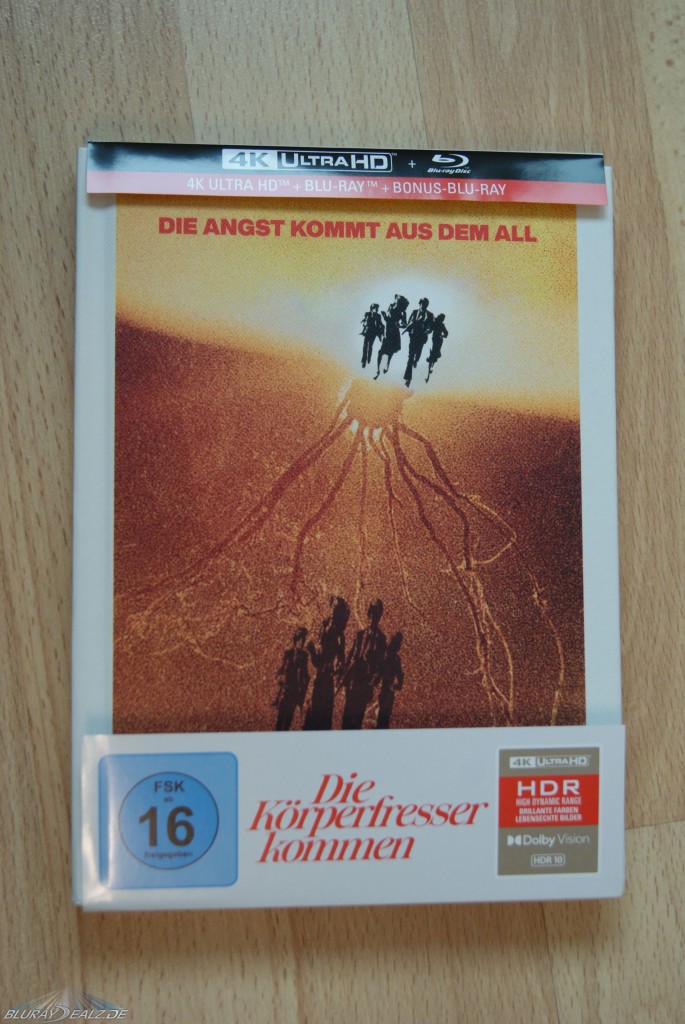 4K ULTRA HD™ + Blu-ray Disc
4K ULTRA HD™ + BLU-RAY™ + BONUS-BLU-RAY
DIE ANGST KOMMT AUS DEM ALL
FSK
ab
16
freigegeben
Die
Körperfresser
kommen
4K ULTRA HD
HDR
HIGH DYNAMIC RANGE
BRILLANTE FARBEN
LEBENSECHTE BILDER
Dolby Vision
HDR 10
BLURAYDEALZ.DE